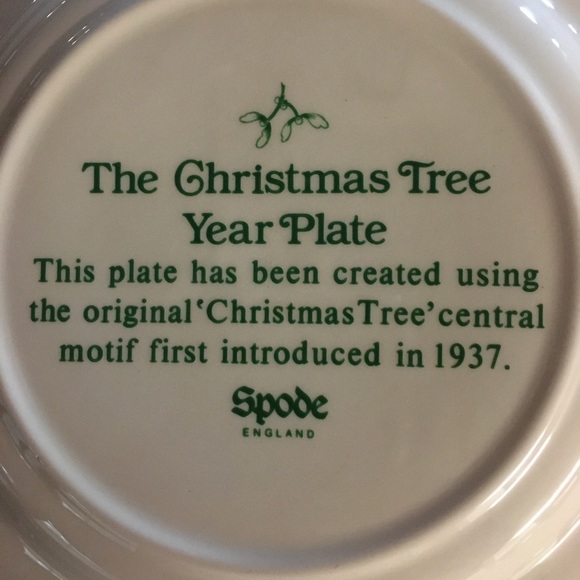 The Christmas Tree
Year Plate
This plate has been created using
the original 'Christmas Tree' central
motif first introduced in 1937.
Spode
ENGLAND